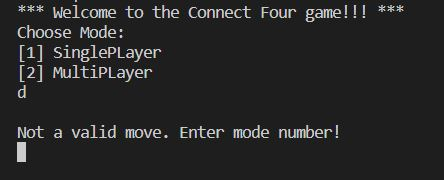 *** Welcome to the Connect Four game!!! ***
Choose Mode:
[1] SinglePLayer
[2] MultiPLayer
d
Not a valid move. Enter mode number!